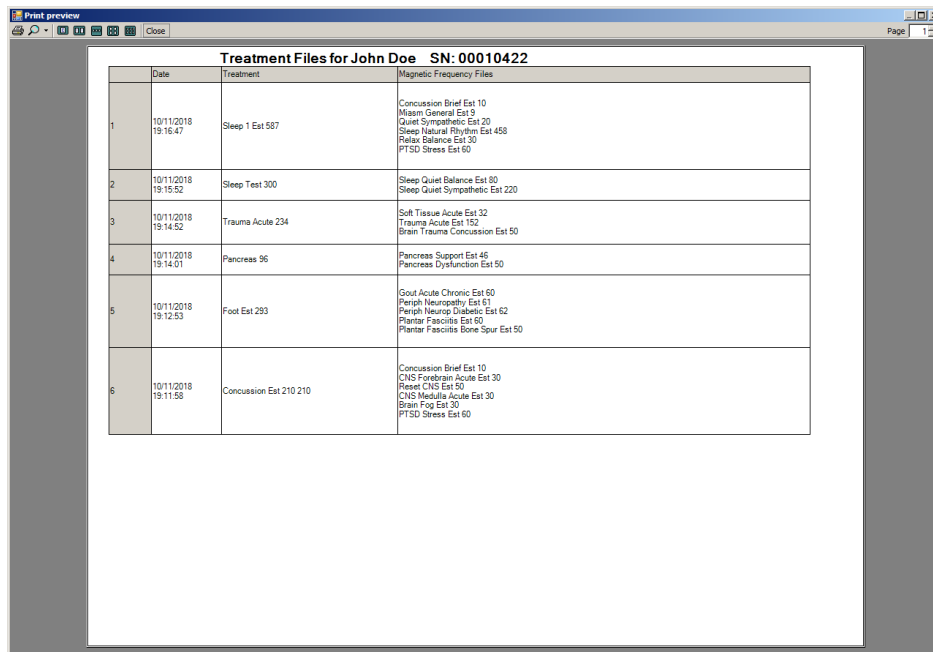 Print preview
Close
Page 1
Treatment Files for John Doe SN: 00010422
Date Treatment Magnetic Frequency Files
1
10/11/2018
19:16:47
Sleep 1 Est 587
Concussion Brief Est 10
Miasm General Est 9
Quiet Sympathetic Est 20
Sleep Natural Rhythm Est 458
Relax Balance Est 30
PTSD Stress Est 60
2
10/11/2018
19:15:52
Sleep Test 300
Sleep Quiet Balance Est 80
Sleep Quiet Sympathetic Est 220
3
10/11/2018
19:14:52
Trauma Acute 234
Soft Tissue Acute Est 32
Trauma Acute Est 152
Brain Trauma Concussion Est 50
4
10/11/2018
19:14:01
Pancreas 96
Pancreas Support Est 46
Pancreas Dysfunction Est 50
5
10/11/2018
19:12:53
Foot Est 293
Gout Acute Chronic Est 60
Periph Neuropathy Est 61
Periph Neurop Diabetic Est 62
Plantar Fasciitis Est 60
Plantar Fasciitis Bone Spur Est 50
6
10/11/2018
19:11:58
Concussion Est 210 210
Concussion Brief Est 10
CNS Forebrain Acute Est 30
Reset CNS Est 50
CNS Medulla Acute Est 30
Brain Fog Est 30
PTSD Stress Est 60